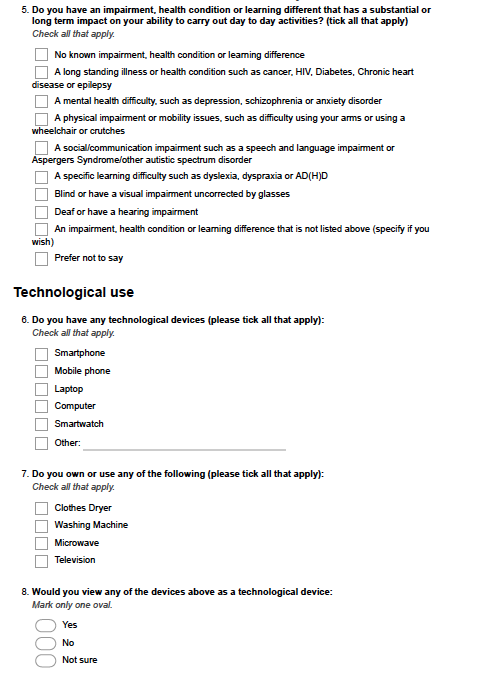 5. Do you have an impairment, health condition or learning different that has a substantial or
long term impact on your ability to carry out day to day activities? (tick all that apply)
Check all that apply.
No known impairment, health condition or learning difference
A long standing illness or health condition such as cancer, HIV, Diabetes, Chronic heart
disease or epilepsy
A mental health difficulty, such as depression, schizophrenia or anxiety disorder
A physical impairment or mobility issues, such as difficulty using your arms or using a
wheelchair or crutches
A social/communication impairment such as a speech and language impairment or
Aspergers Syndrome/other autistic spectrum disorder
A specific learning difficulty such as dyslexia, dyspraxia or AD(H)D
Blind or have a visual impairment uncorrected by glasses
Deaf or have a hearing impairment
An impairment, health condition or learning difference that is not listed above (specify if you
wish)
Prefer not to say
Technological use
6. Do you have any technological devices (please tick all that apply):
Check all that apply.
Smartphone
Mobile phone
Laptop
Computer
Smartwatch
Other:
7. Do you own or use any of the following (please tick all that apply):
Check all that apply.
Clothes Dryer
Washing Machine
Microwave
Television
8. Would you view any of the devices above as a technological device:
Mark only one oval.
Yes
No
Not sure